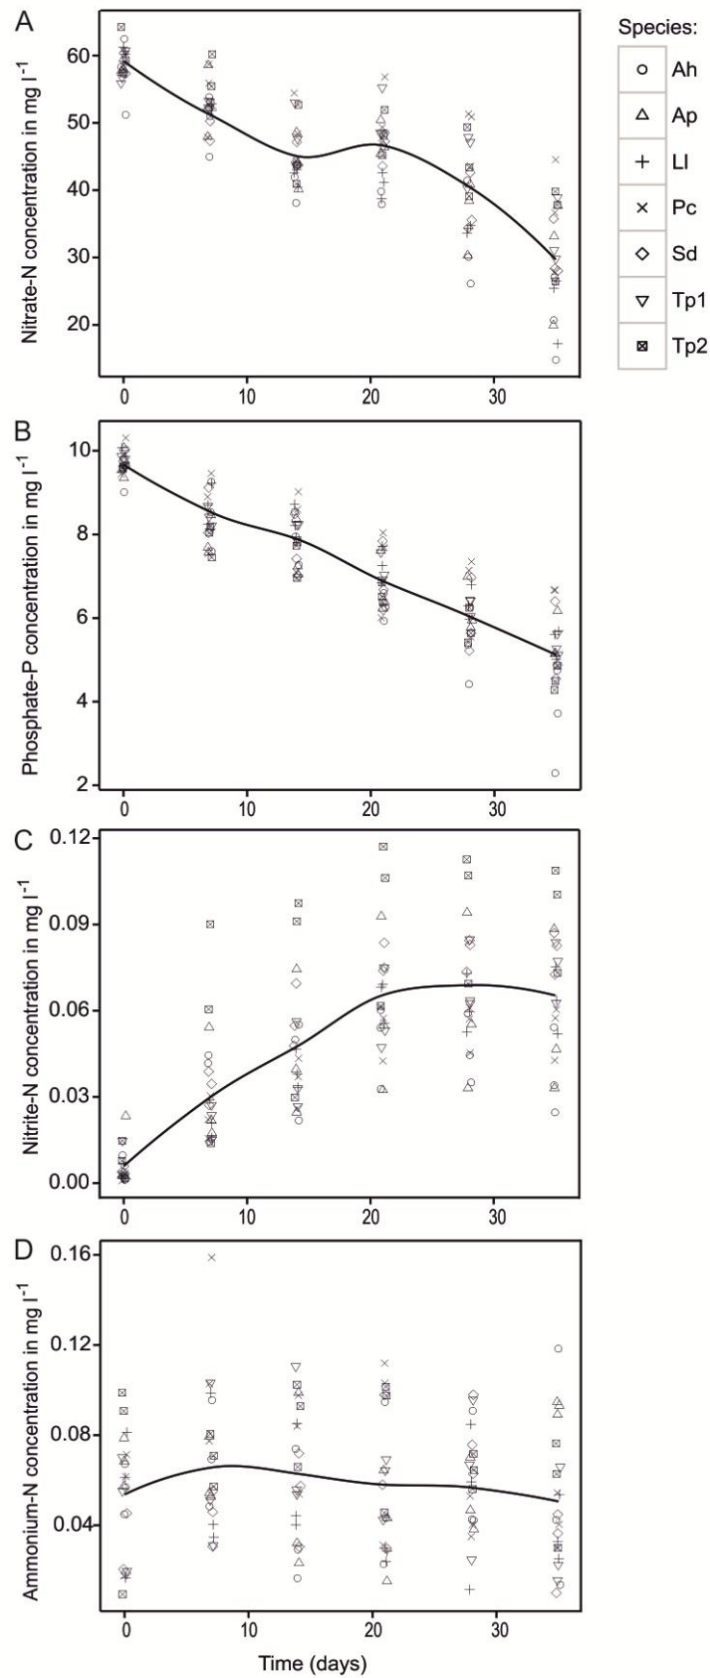 A
Nitrate-N concentration in mg l⁻¹
60
50
40
30
20
0 10 20 30
Species:
Ah
Ap
Ll
Pc
Sd
Tp1
Tp2
B
Phosphate-P concentration in mg l⁻¹
10
8
6
4
2
0 10 20 30
C
Nitrite-N concentration in mg l⁻¹
0.12
0.09
0.06
0.03
0.00
0 10 20 30
D
Ammonium-N concentration in mg l⁻¹
0.16
0.12
0.08
0.04
0 10 20 30
Time (days)